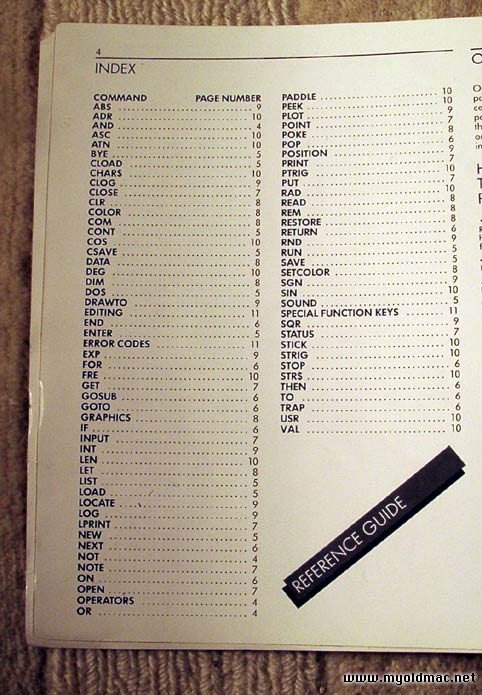 4
INDEX
COMMAND PAGE NUMBER
ABS 9
ADR 10
AND 4
ASC 10
ATN 10
BYE 5
CLOAD 5
CHAR$ 10
CLOG 9
CLOSE 7
CLR 8
COLOR 8
COM 8
CONT 5
COS 10
CSAVE 5
DATA 8
DEG 10
DIM 8
DOS 5
DRAWTO 9
EDITING 11
END 6
ENTER 5
ERROR CODES 11
EXP 9
FOR 6
FRE 10
GET 7
GOSUB 6
GOTO 6
GRAPHICS 8
IF 6
INPUT 7
INT 9
LEN 10
LET 8
LIST 5
LOAD 5
LOCATE 9
LOG 9
LPRINT 7
NEW 5
NEXT 6
NOT 4
NOTE 7
ON 6
OPEN 7
OPERATORS 4
OR 4
PADDLE 10
PEEK 10
PLOT 9
POINT 7
POKE 8
POP 6
POSITION 9
PRINT 7
PTRIG 10
PUT 7
RAD 10
READ 8
REM 8
RESTORE 8
RETURN 6
RND 9
RUN 5
SAVE 5
SETCOLOR 8
SGN 9
SIN 10
SOUND 5
SPECIAL FUNCTION KEYS 11
SQR 9
STATUS 7
STICK 10
STRIG 10
STOP 6
STR$ 10
THEN 6
TO 6
TRAP 6
USR 10
VAL 10
REFERENCE GUIDE
www.myoldmac.net